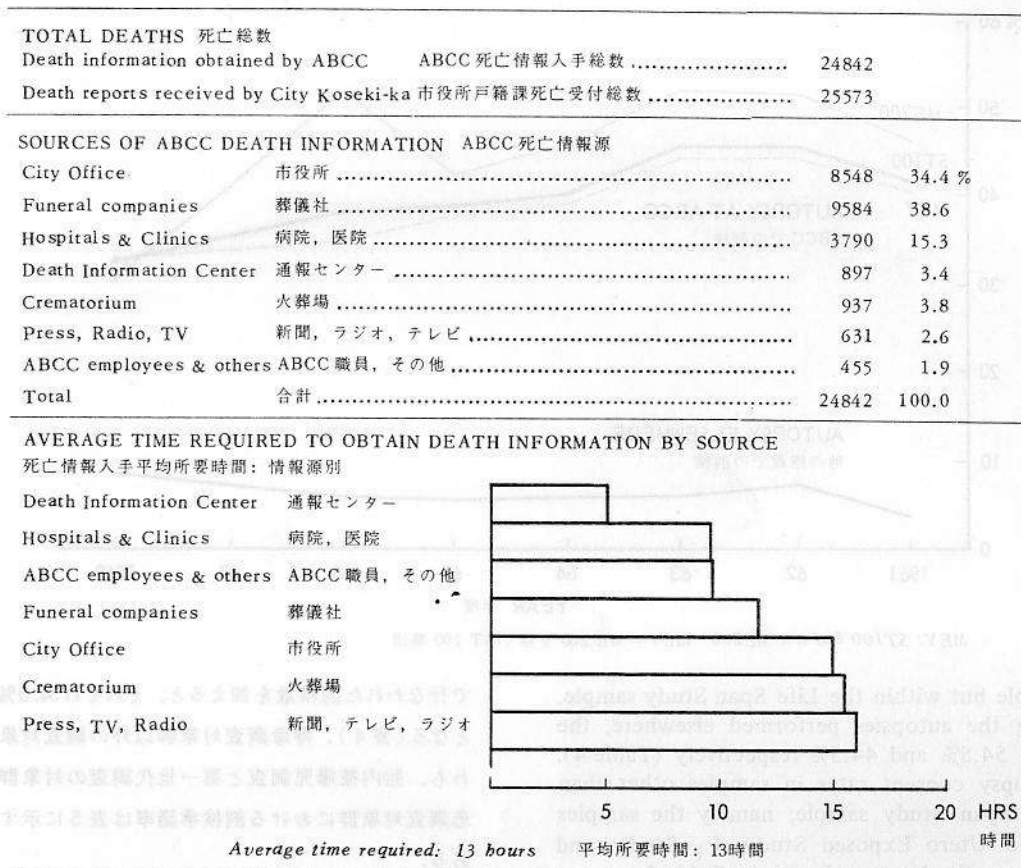 TOTAL DEATHS 死亡総数
Death information obtained by ABCC ABCC死亡情報入手総数 ..................... 24842
Death reports received by City Koseki-ka 市役所戸籍課死亡受付総数 ................... 25573
SOURCES OF ABCC DEATH INFORMATION ABCC死亡情報源
City Office 市役所 ............................................................ 8548 34.4 %
Funeral companies 葬儀社 ............................................................ 9584 38.6
Hospitals & Clinics 病院, 医院 ........................................................ 3790 15.3
Death Information Center 通報センター .................................................... 897 3.4
Crematorium 火葬場 ............................................................ 937 3.8
Press, Radio, TV 新聞, ラジオ, テレビ ........................................... 631 2.6
ABCC employees & others ABCC職員, その他 ............................................. 455 1.9
Total 合計 ............................................................... 24842 100.0
AVERAGE TIME REQUIRED TO OBTAIN DEATH INFORMATION BY SOURCE
死亡情報入手平均所要時間: 情報源別
Death Information Center 通報センター
Hospitals & Clinics 病院, 医院
ABCC employees & others ABCC職員, その他
Funeral companies 葬儀社
City Office 市役所
Crematorium 火葬場
Press, TV, Radio 新聞, テレビ, ラジオ
5 10 15 20 HRS
時間
Average time required: 13 hours 平均所要時間: 13時間